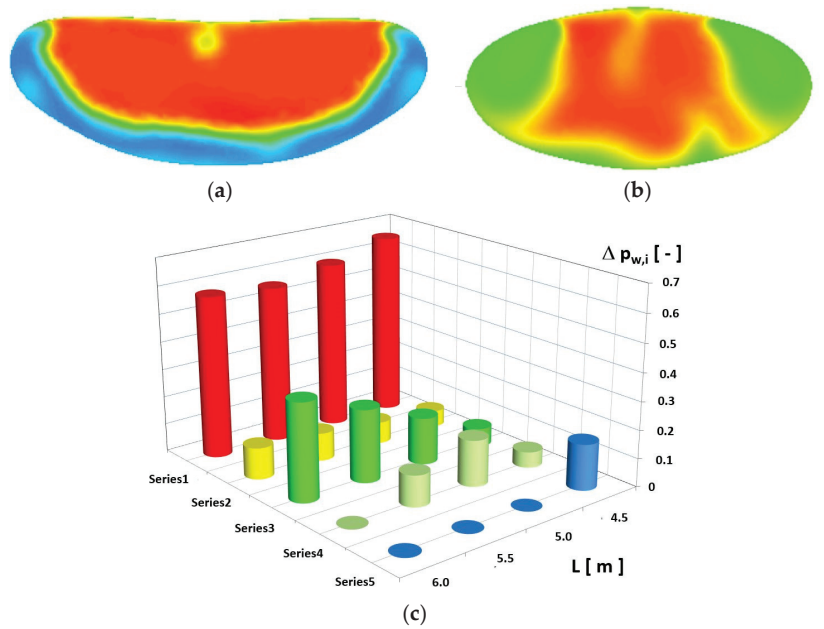 (a)
(b)
Δ p w,i [ - ]
0.7
0.6
0.5
0.4
0.3
0.2
0.1
0
Series1
Series2
Series3
Series4
Series5
4.5
5.0
.5.5
6.0
L [ m ]
(c)